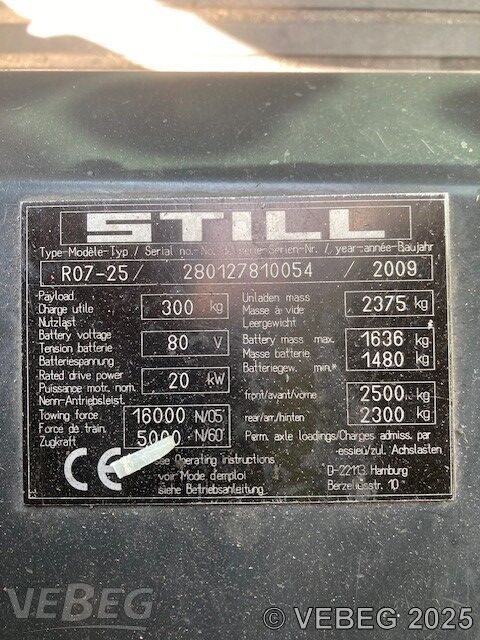 STILL
Type-Modèle-Typ / Serial no.-No. de série-Serien-Nr. / year-année-Baujahr
R07-25 / 280127810054 / 2009
Payload
Charge utile 300 kg
Nutzlast
Battery voltage
Tension batterie 80 V
Batteriespannung
Rated drive power
Puissance motr. nom. 20 kW
Nenn-Antriebsleist.
Towing force 16000 N/05'
Force de train.
Zugkraft 5000 N/60'
Unladen mass
Masse à vide 2375 kg
Leergewicht
Battery mass max. 1636 kg
Masse batterie
Batteriegew. min.* 1480 kg
front/avant/vorne 2500 kg
rear/arr./hinten 2300 kg
Perm. axle loadings/Charges admiss. par
essieu/zul. Achslasten
CE
see Operating instructions
voir Mode d'emploi
siehe Betriebsanleitung
D-22113 Hamburg
Berzeliusstr. 10
VEBEG
© VEBEG 2025